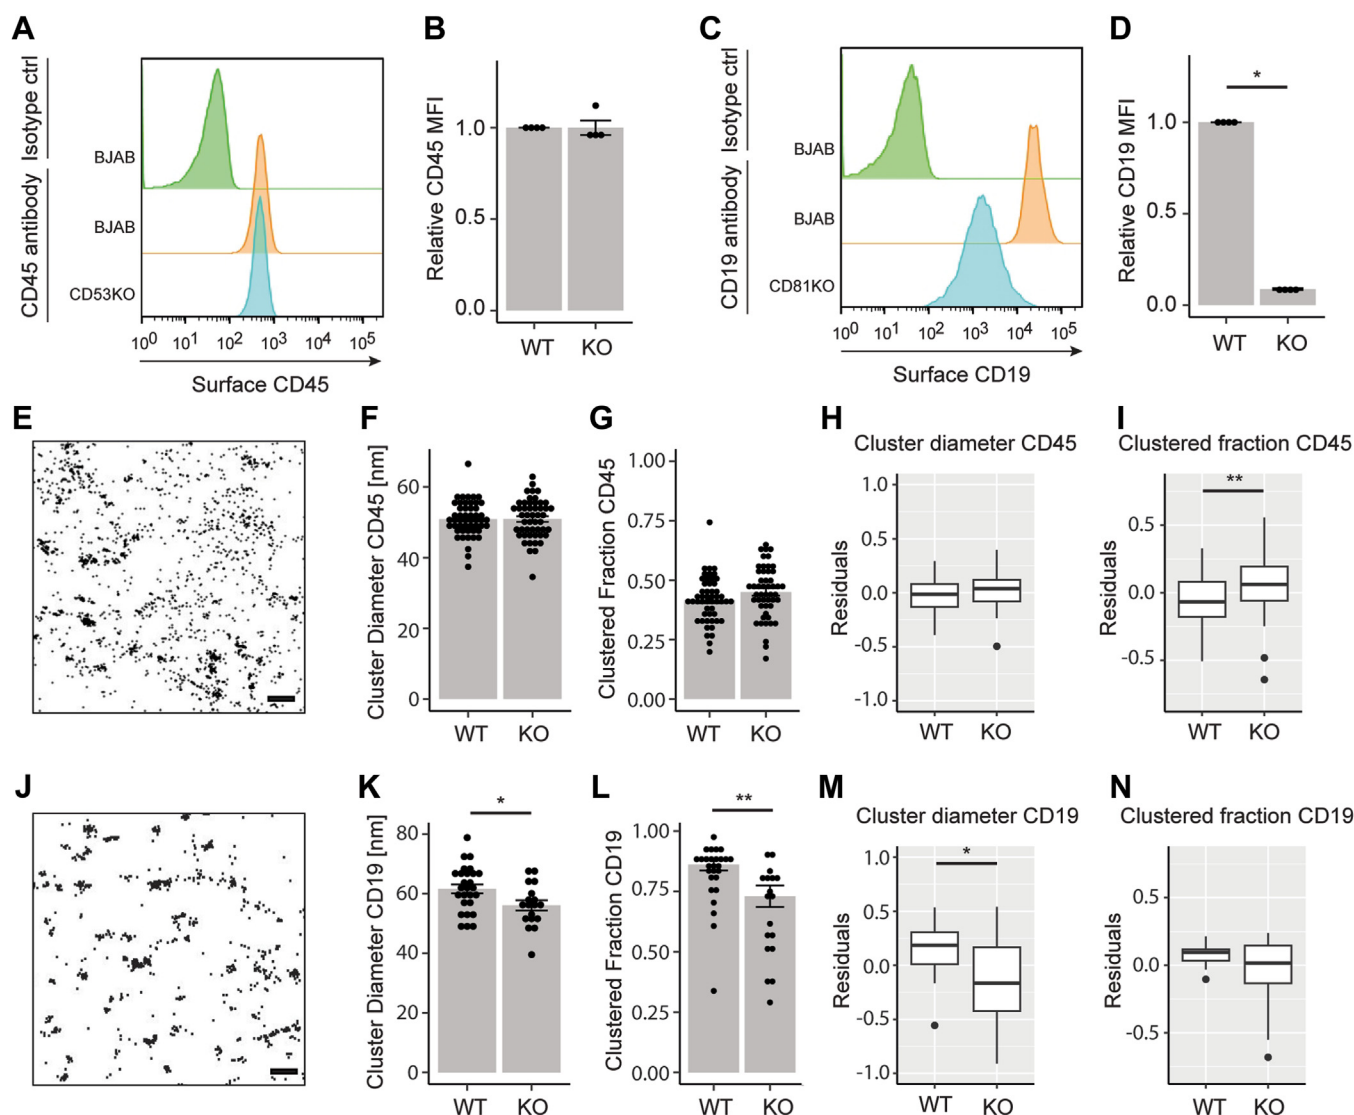 A
Isotype ctrl
CD45 antibody
BJAB
BJAB
CD53KO
10^0 10^1 10^2 10^3 10^4 10^5
Surface CD45
B
Relative CD45 MFI
1.0
0.5
0.0
WT KO
C
Isotype ctrl
CD19 antibody
BJAB
BJAB
CD81KO
10^0 10^1 10^2 10^3 10^4 10^5
Surface CD19
D
Relative CD19 MFI
*
1.0
0.5
0.0
WT KO
E
F
Cluster Diameter CD45 [nm]
60
40
20
0
WT KO
G
Clustered Fraction CD45
1.00
0.75
0.50
0.25
0.00
WT KO
H
Cluster diameter CD45
Residuals
1.0
0.5
0.0
-0.5
-1.0
WT KO
I
Clustered fraction CD45
Residuals
**
0.5
0.0
-0.5
WT KO
J
K
Cluster Diameter CD19 [nm]
*
80
60
40
20
0
WT KO
L
Clustered Fraction CD19
**
1.00
0.75
0.50
0.25
0.00
WT KO
M
Cluster diameter CD19
Residuals
*
1.0
0.5
0.0
-0.5
-1.0
WT KO
N
Clustered fraction CD19
Residuals
0.5
0.0
-0.5
WT KO